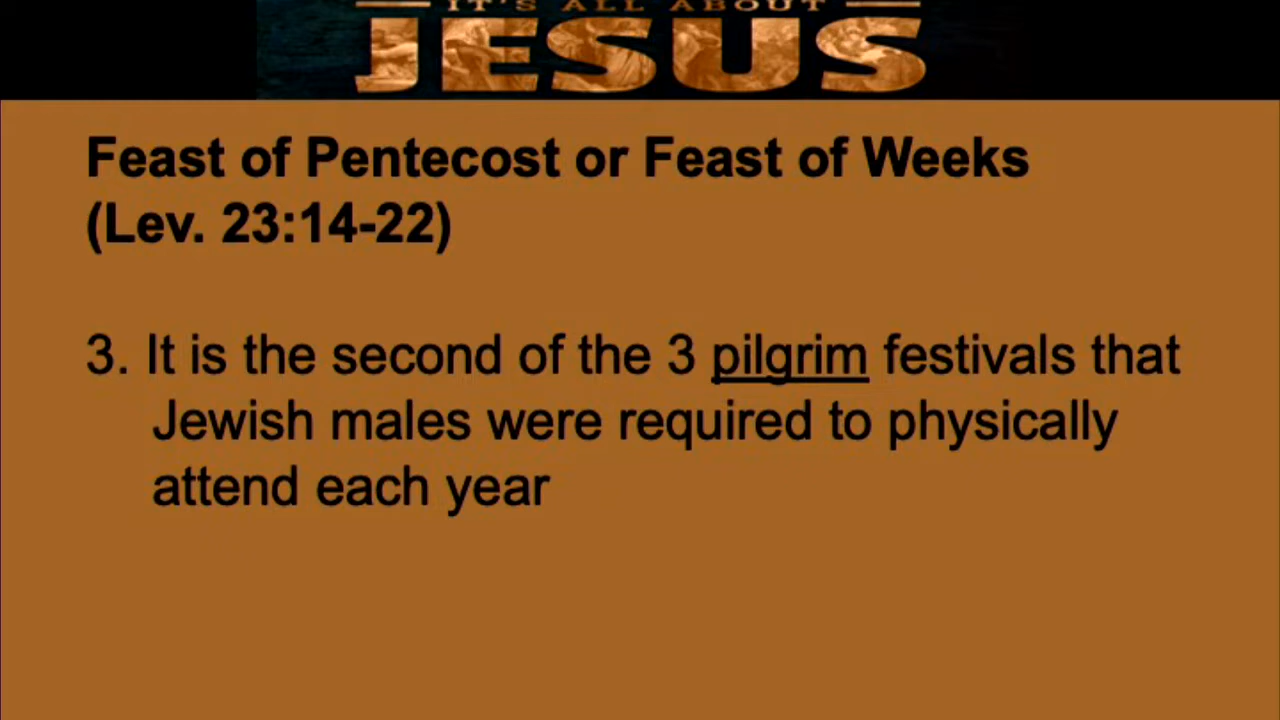 IT'S ALL ABOUT
JESUS
Feast of Pentecost or Feast of Weeks
(Lev. 23:14-22)
3. It is the second of the 3 pilgrim festivals that
Jewish males were required to physically
attend each year